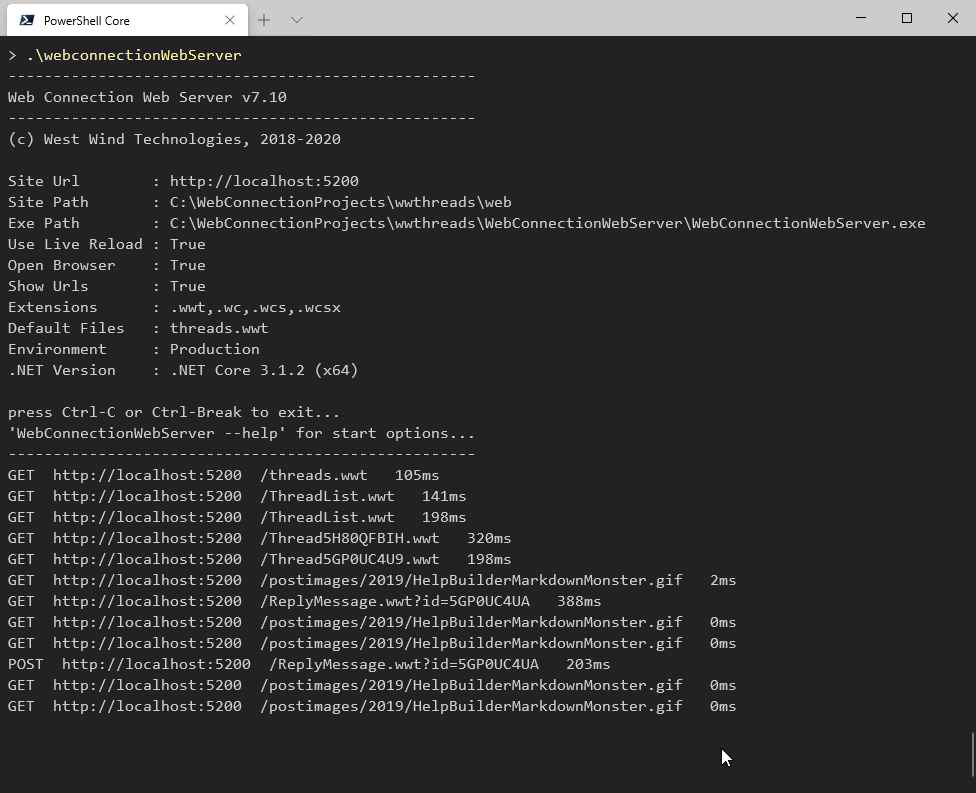 PowerShell Core
> .\webconnectionWebServer
----------------------------------------------------
Web Connection Web Server v7.10
----------------------------------------------------
(c) West Wind Technologies, 2018-2020
Site Url        : http://localhost:5200
Site Path       : C:\WebConnectionProjects\wwthreads\web
Exe Path        : C:\WebConnectionProjects\wwthreads\WebConnectionWebServer\WebConnectionWebServer.exe
Use Live Reload : True
Open Browser    : True
Show Urls       : True
Extensions      : .wwt,.wc,.wcs,.wcsx
Default Files   : threads.wwt
Environment     : Production
.NET Version    : .NET Core 3.1.2 (x64)
press Ctrl-C or Ctrl-Break to exit...
'WebConnectionWebServer --help' for start options...
----------------------------------------------------
GET  http://localhost:5200  /threads.wwt   105ms
GET  http://localhost:5200  /ThreadList.wwt   141ms
GET  http://localhost:5200  /ThreadList.wwt   198ms
GET  http://localhost:5200  /Thread5H80QFBIH.wwt   320ms
GET  http://localhost:5200  /Thread5GP0UC4U9.wwt   198ms
GET  http://localhost:5200  /postimages/2019/HelpBuilderMarkdownMonster.gif   2ms
GET  http://localhost:5200  /ReplyMessage.wwt?id=5GP0UC4UA   388ms
GET  http://localhost:5200  /postimages/2019/HelpBuilderMarkdownMonster.gif   0ms
GET  http://localhost:5200  /postimages/2019/HelpBuilderMarkdownMonster.gif   0ms
POST  http://localhost:5200  /ReplyMessage.wwt?id=5GP0UC4UA   203ms
GET  http://localhost:5200  /postimages/2019/HelpBuilderMarkdownMonster.gif   0ms
GET  http://localhost:5200  /postimages/2019/HelpBuilderMarkdownMonster.gif   0ms